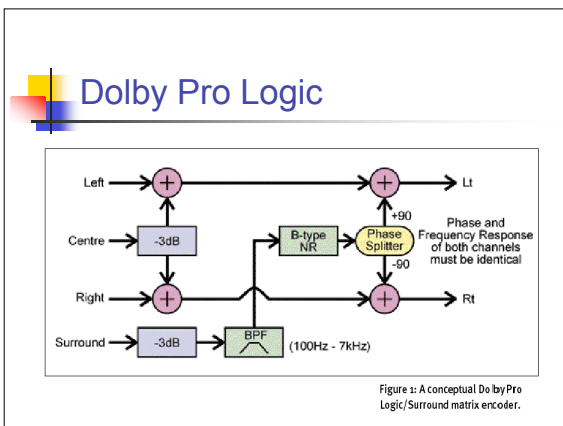 Dolby Pro Logic
Left
Lt
+90
Centre
-3dB
B-type
NR
Phase
Splitter
Phase and
Frequency Response
of both channels
must be identical
-90
Right
Rt
Surround
-3dB
BPF
(100Hz - 7kHz)
Figure 1: A conceptual Dolby Pro
Logic/Surround matrix encoder.